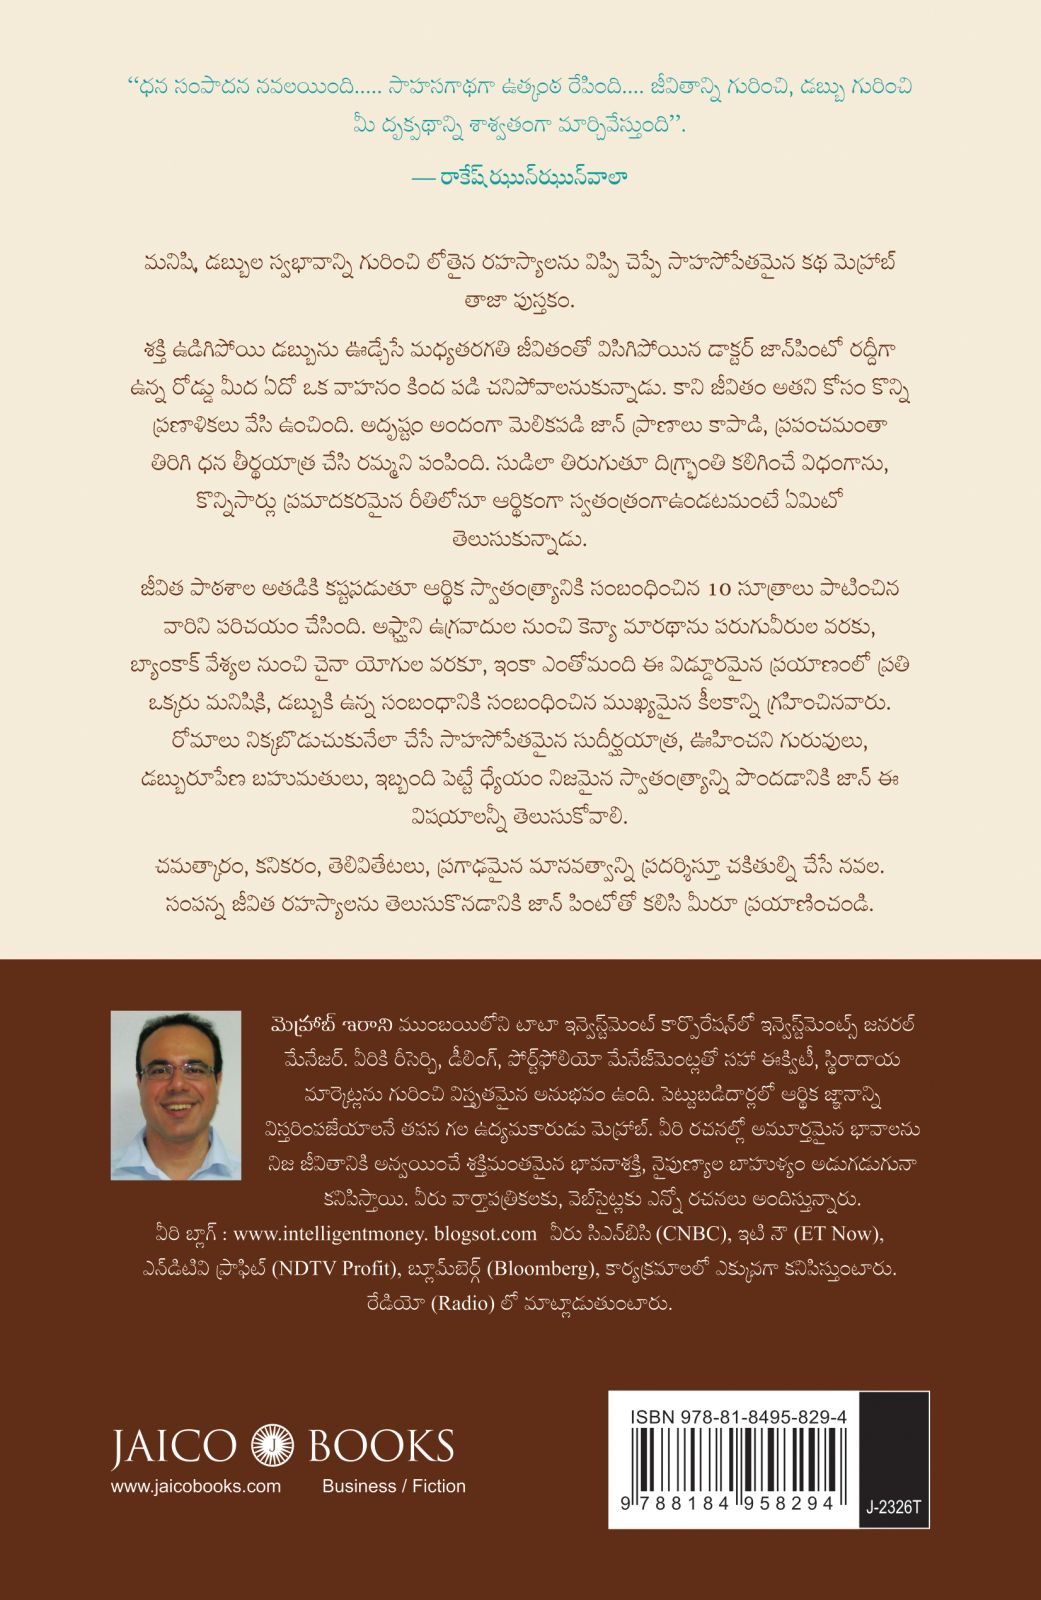 “ధన సంపాదన నవలయింది..... సాహసగాథగా ఉత్కంఠ రేపింది.... జీవితాన్ని గురించి, డబ్బు గురించి
మీ దృక్పథాన్ని శాశ్వతంగా మార్చివేస్తుంది”.
— రాకేష్ ఝున్‌ఝున్‌వాలా
మనిషి, డబ్బుల స్వభావాన్ని గురించి లోతైన రహస్యాలను విప్పి చెప్పే సాహసోపేతమైన కథ మెహ్రాబ్
తాజా పుస్తకం.
శక్తి ఉడిగిపోయి డబ్బును ఊడ్చేసే మధ్యతరగతి జీవితంతో విసిగిపోయిన డాక్టర్ జాన్‌పింటో రద్దీగా
ఉన్న రోడ్డు మీద ఏదో ఒక వాహనం కింద పడి చనిపోవాలనుకున్నాడు. కాని జీవితం అతని కోసం కొన్ని
ప్రణాళికలు వేసి ఉంచింది. అదృష్టం అందంగా మెలికపడి జాన్ ప్రాణాలు కాపాడి, ప్రపంచమంతా
తిరిగి ధన తీర్థయాత్ర చేసి రమ్మని పంపింది. సుడిలా తిరుగుతూ దిగ్భ్రాంతి కలిగించే విధంగాను,
కొన్నిసార్లు ప్రమాదకరమైన రీతిలోనూ ఆర్థికంగా స్వతంత్రంగాఉండటమంటే ఏమిటో
తెలుసుకున్నాడు.
జీవిత పాఠశాల అతడికి కష్టపడుతూ ఆర్థిక స్వాతంత్ర్యానికి సంబంధించిన 10 సూత్రాలు పాటించిన
వారిని పరిచయం చేసింది. అఫ్ఘాని ఉగ్రవాదుల నుంచి కెన్యా మారథాను పరుగువీరుల వరకు,
బ్యాంకాక్ వేశ్యల నుంచి చైనా యోగుల వరకూ, ఇంకా ఎంతోమంది ఈ విడ్డూరమైన ప్రయాణంలో ప్రతి
ఒక్కరు మనిషికి, డబ్బుకి ఉన్న సంబంధానికి సంబంధించిన ముఖ్యమైన కీలకాన్ని గ్రహించినవారు.
రోమాలు నిక్కబొడుచుకునేలా చేసే సాహసోపేతమైన సుదీర్ఘయాత్ర, ఊహించని గురువులు,
డబ్బురూపేణ బహుమతులు, ఇబ్బంది పెట్టే ధ్యేయం నిజమైన స్వాతంత్ర్యాన్ని పొందడానికి జాన్ ఈ
విషయాలన్నీ తెలుసుకోవాలి.
చమత్కారం, కనికరం, తెలివితేటలు, ప్రగాఢమైన మానవత్వాన్ని ప్రదర్శిస్తూ చకితుల్ని చేసే నవల.
సంపన్న జీవిత రహస్యాలను తెలుసుకొనడానికి జాన్ పింటోతో కలిసి మీరూ ప్రయాణించండి.
మెహ్రాబ్ ఇరాని ముంబయిలోని టాటా ఇన్వెస్ట్‌మెంట్ కార్పొరేషన్‌లో ఇన్వెస్ట్‌మెంట్స్ జనరల్
మేనేజర్. వీరికి రీసెర్చి, డీలింగ్, పోర్ట్‌ఫోలియో మేనేజ్‌మెంట్లతో సహా ఈక్విటీ, స్థిరాదాయ
మార్కెట్లను గురించి విస్తృతమైన అనుభవం ఉంది. పెట్టుబడిదార్లలో ఆర్థిక జ్ఞానాన్ని
విస్తరింపజేయాలనే తపన గల ఉద్యమకారుడు మెహ్రాబ్. వీరి రచనల్లో అమూర్తమైన భావాలను
నిజ జీవితానికి అన్వయించే శక్తిమంతమైన భావనాశక్తి, నైపుణ్యాల బాహుళ్యం అడుగడుగునా
కనిపిస్తాయి. వీరు వార్తాపత్రికలకు, వెబ్‌సైట్లకు ఎన్నో రచనలు అందిస్తున్నారు.
వీరి బ్లాగ్ : www.intelligentmoney. blogsot.com వీరు సిఎన్‌బిసి (CNBC), ఇటి నౌ (ET Now),
ఎన్‌డిటివి ప్రాఫిట్ (NDTV Profit), బ్లూమ్‌బెర్గ్ (Bloomberg), కార్యక్రమాలలో ఎక్కువగా కనిపిస్తుంటారు.
రేడియో (Radio) లో మాట్లాడుతుంటారు.
JAICO J BOOKS
www.jaicobooks.com Business / Fiction
ISBN 978-81-8495-829-4
9 788184 958294
J-2326T